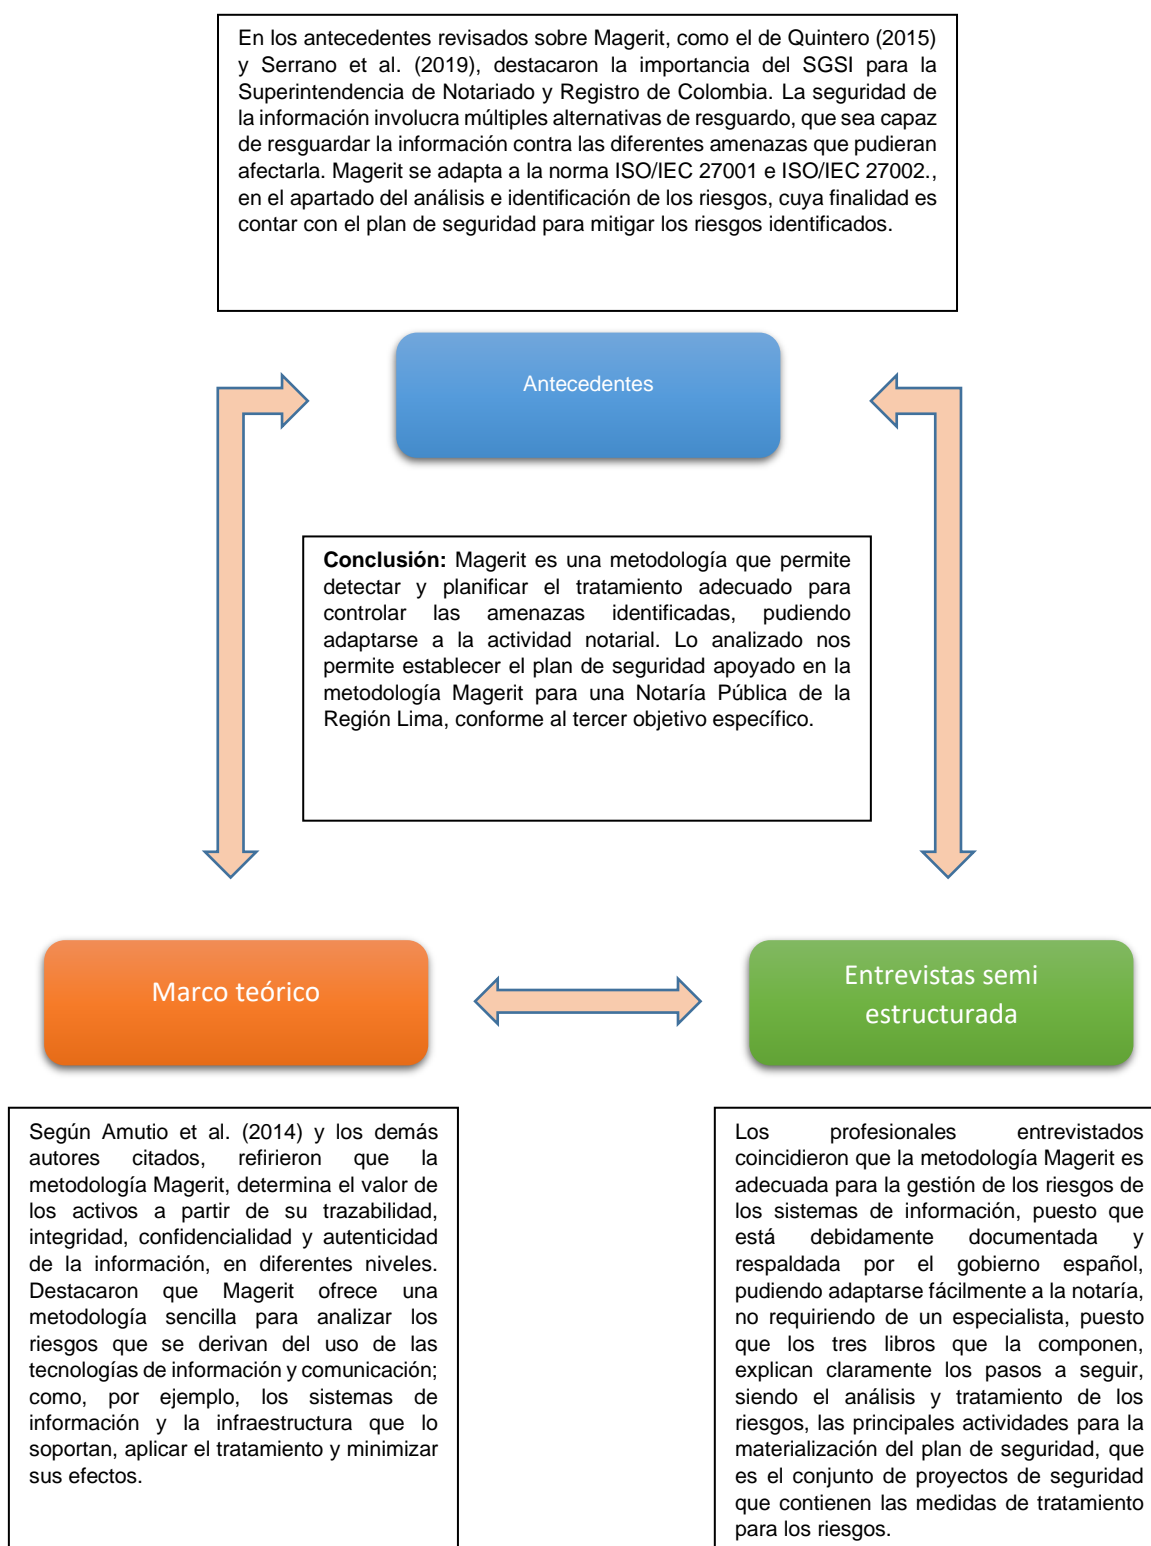 En los antecedentes revisados sobre Magerit, como el de Quintero (2015)
y Serrano et al. (2019), destacaron la importancia del SGSI para la
Superintendencia de Notariado y Registro de Colombia. La seguridad de
la información involucra múltiples alternativas de resguardo, que sea capaz
de resguardar la información contra las diferentes amenazas que pudieran
afectarla. Magerit se adapta a la norma ISO/IEC 27001 e ISO/IEC 27002.,
en el apartado del análisis e identificación de los riesgos, cuya finalidad es
contar con el plan de seguridad para mitigar los riesgos identificados.
Antecedentes
Conclusión: Magerit es una metodología que permite
detectar y planificar el tratamiento adecuado para
controlar las amenazas identificadas, pudiendo
adaptarse a la actividad notarial. Lo analizado nos
permite establecer el plan de seguridad apoyado en la
metodología Magerit para una Notaría Pública de la
Región Lima, conforme al tercer objetivo específico.
Marco teórico
Entrevistas semi
estructurada
Según Amutio et al. (2014) y los demás
autores citados, refirieron que la
metodología Magerit, determina el valor de
los activos a partir de su trazabilidad,
integridad, confidencialidad y autenticidad
de la información, en diferentes niveles.
Destacaron que Magerit ofrece una
metodología sencilla para analizar los
riesgos que se derivan del uso de las
tecnologías de información y comunicación;
como, por ejemplo, los sistemas de
información y la infraestructura que lo
soportan, aplicar el tratamiento y minimizar
sus efectos.
Los profesionales entrevistados
coincidieron que la metodología Magerit es
adecuada para la gestión de los riesgos de
los sistemas de información, puesto que
está debidamente documentada y
respaldada por el gobierno español,
pudiendo adaptarse fácilmente a la notaría,
no requiriendo de un especialista, puesto
que los tres libros que la componen,
explican claramente los pasos a seguir,
siendo el análisis y tratamiento de los
riesgos, las principales actividades para la
materialización del plan de seguridad, que
es el conjunto de proyectos de seguridad
que contienen las medidas de tratamiento
para los riesgos.